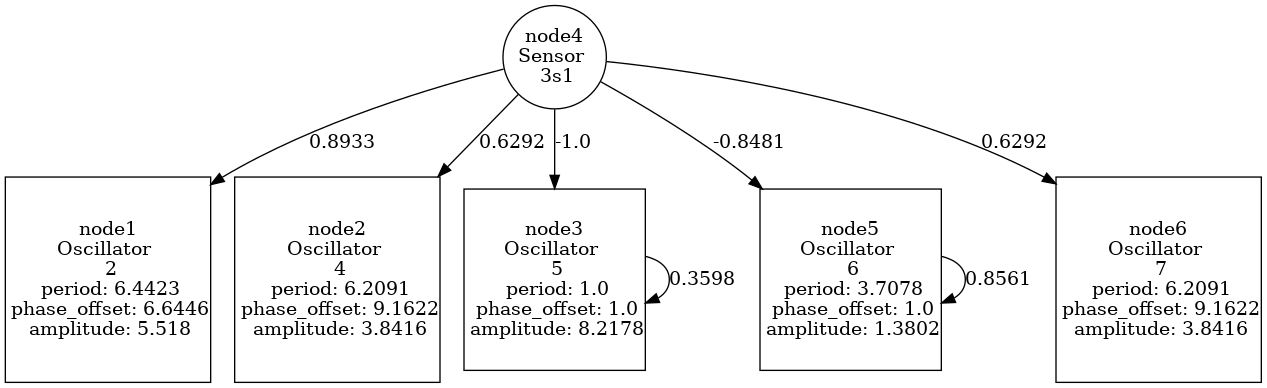 node4
Sensor
3s1
0.8933
0.6292
-1.0
-0.8481
0.6292
node1
Oscillator
2
period: 6.4423
phase_offset: 6.6446
amplitude: 5.518
node2
Oscillator
4
period: 6.2091
phase_offset: 9.1622
amplitude: 3.8416
node3
Oscillator
5
period: 1.0
phase_offset: 1.0
amplitude: 8.2178
0.3598
node5
Oscillator
6
period: 3.7078
phase_offset: 1.0
amplitude: 1.3802
0.8561
node6
Oscillator
7
period: 6.2091
phase_offset: 9.1622
amplitude: 3.8416